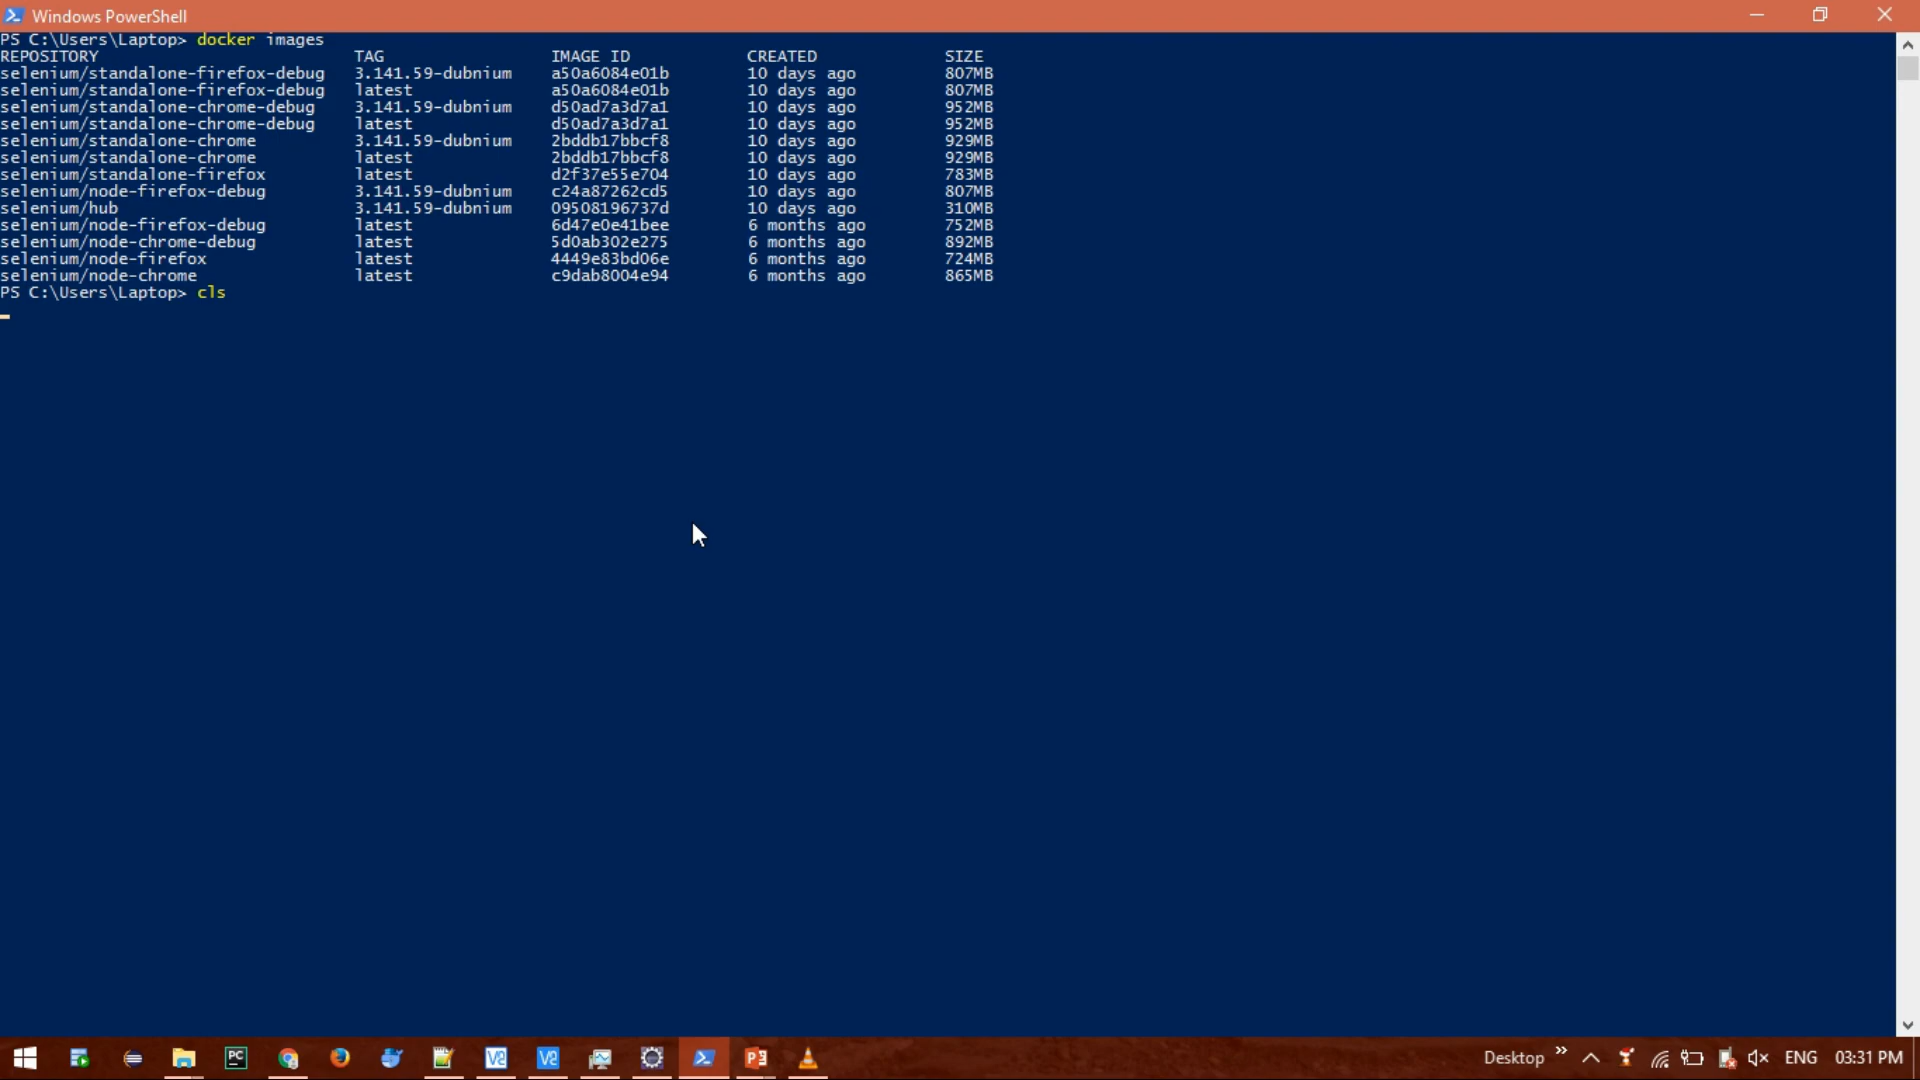 Windows PowerShell
PS C:\Users\Laptop> docker images
REPOSITORY TAG IMAGE ID CREATED SIZE
selenium/standalone-firefox-debug 3.141.59-dubnium a50a6084e01b 10 days ago 807MB
selenium/standalone-firefox-debug latest a50a6084e01b 10 days ago 807MB
selenium/standalone-chrome-debug 3.141.59-dubnium d50ad7a3d7a1 10 days ago 952MB
selenium/standalone-chrome-debug latest d50ad7a3d7a1 10 days ago 952MB
selenium/standalone-chrome 3.141.59-dubnium 2bddb17bbcf8 10 days ago 929MB
selenium/standalone-chrome latest 2bddb17bbcf8 10 days ago 929MB
selenium/standalone-firefox latest d2f37e55e704 10 days ago 783MB
selenium/node-firefox-debug 3.141.59-dubnium c24a87262cd5 10 days ago 807MB
selenium/hub 3.141.59-dubnium 09508196737d 10 days ago 310MB
selenium/node-firefox-debug latest 6d47e0e41bee 6 months ago 752MB
selenium/node-chrome-debug latest 5d0ab302e275 6 months ago 892MB
selenium/node-firefox latest 4449e83bd06e 6 months ago 724MB
selenium/node-chrome latest c9dab8004e94 6 months ago 865MB
PS C:\Users\Laptop> cls
Desktop » ENG 03:31 PM